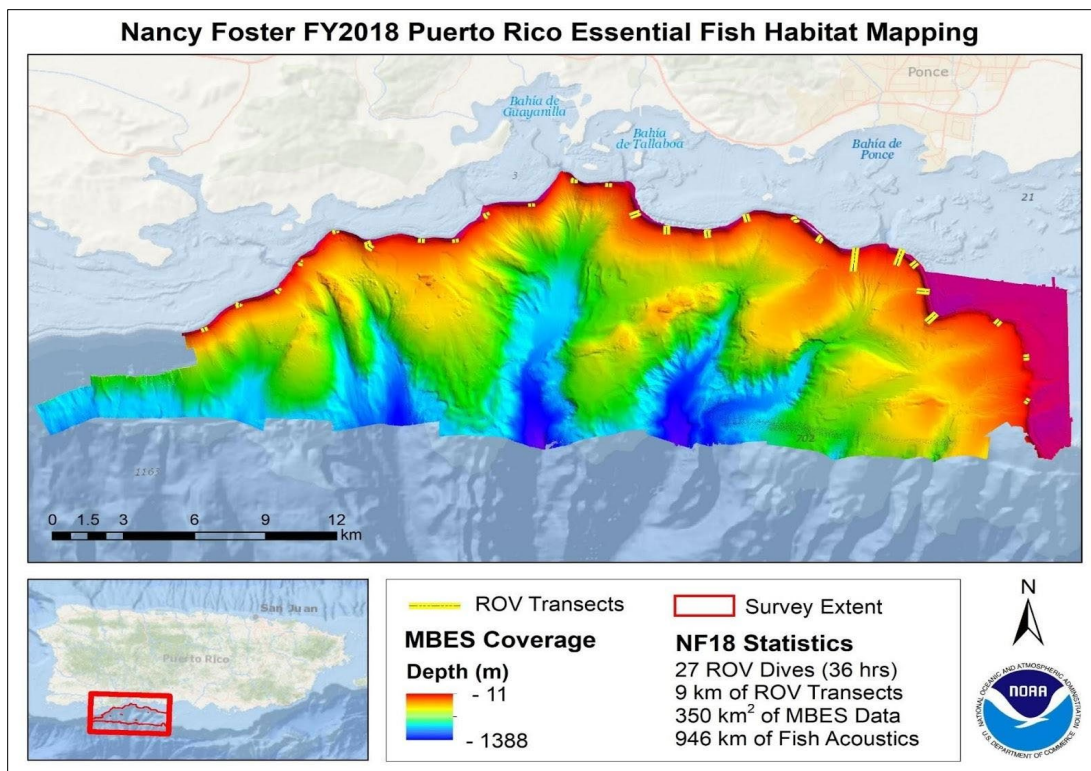 Nancy Foster FY2018 Puerto Rico Essential Fish Habitat Mapping
Ponce
Bahía de
Guayanilla
Bahía
de Tallaboa
Bahía de
Ponce
3
21
702
1163
0 1.5 3 6 9 12
km
San Juan
Puerto Rico
ROV Transects
Survey Extent
MBES Coverage
Depth (m)
- 11
- 1388
NF18 Statistics
27 ROV Dives (36 hrs)
9 km of ROV Transects
350 km² of MBES Data
946 km of Fish Acoustics
N
NATIONAL OCEANIC AND ATMOSPHERIC ADMINISTRATION
NOAA
U.S. DEPARTMENT OF COMMERCE